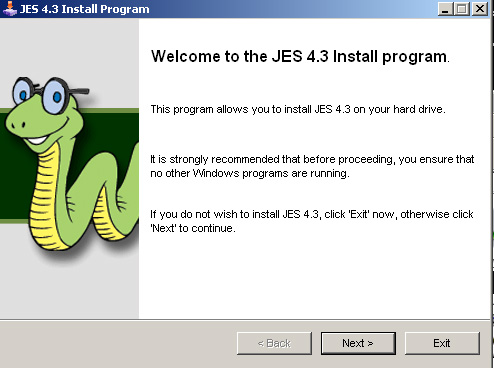 JES 4.3 Install Program
Welcome to the JES 4.3 Install program.
This program allows you to install JES 4.3 on your hard drive.
It is strongly recommended that before proceeding, you ensure that
no other Windows programs are running.
If you do not wish to install JES 4.3, click 'Exit' now, otherwise click
'Next' to continue.
< Back
Next >
Exit